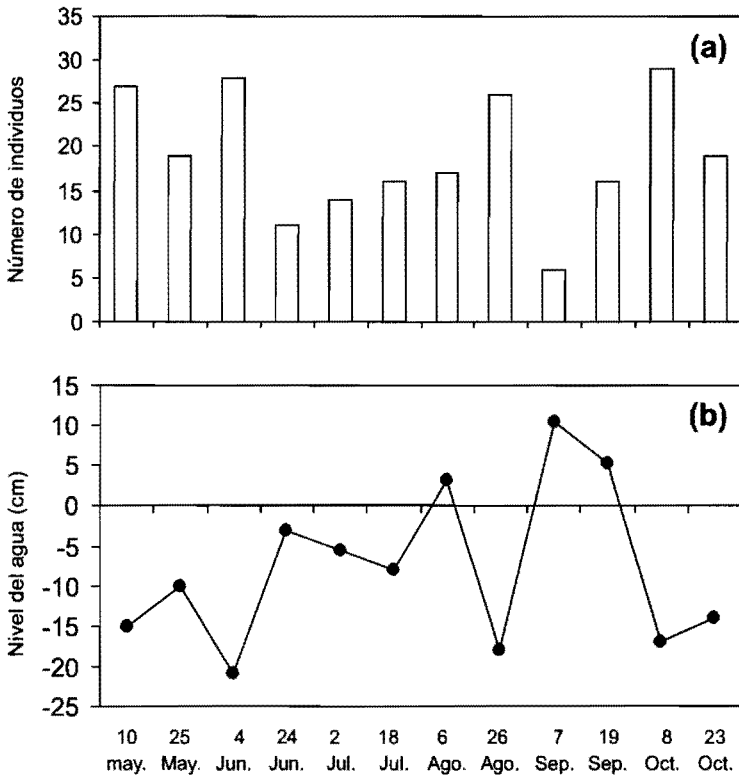 (a)
Número de individuos
35
30
25
20
15
10
5
0
(b)
Nivel del agua (cm)
15
10
5
0
-5
-10
-15
-20
-25
10 25 4 24 2 18 6 26 7 19 8 23
may. May. Jun. Jun. Jul. Jul. Ago. Ago. Sep. Sep. Oct. Oct.